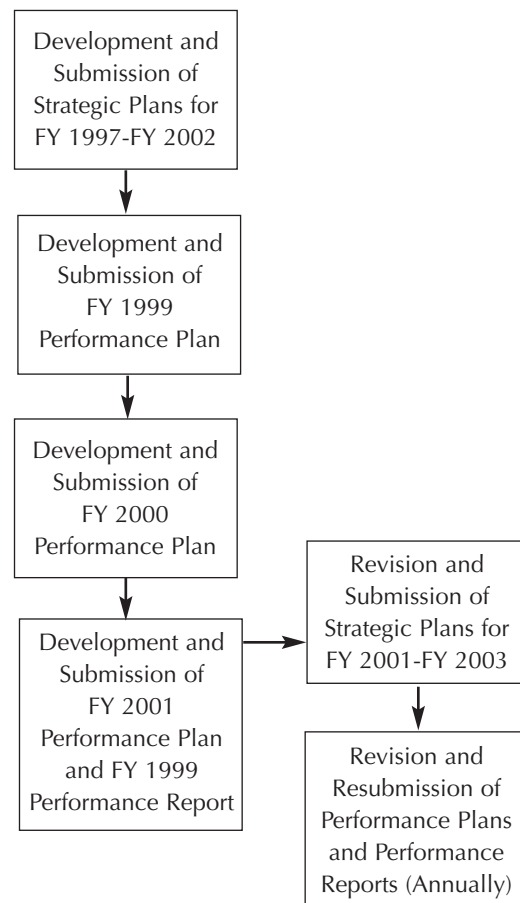 Development and
Submission of
Strategic Plans for
FY 1997-FY 2002
Development and
Submission of
FY 1999
Performance Plan
Development and
Submission of
FY 2000
Performance Plan
Development and
Submission of
FY 2001
Performance Plan
and FY 1999
Performance Report
Revision and
Submission of
Strategic Plans for
FY 2001-FY 2003
Revision and
Resubmission of
Performance Plans
and Performance
Reports (Annually)